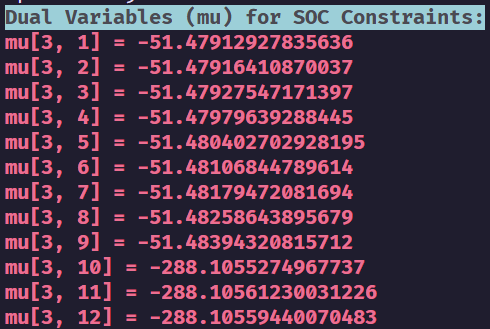 Dual Variables (mu) for SOC Constraints:
mu[3, 1] = -51.47912927835636
mu[3, 2] = -51.47916410870037
mu[3, 3] = -51.47927547171397
mu[3, 4] = -51.47979639288445
mu[3, 5] = -51.480402702928195
mu[3, 6] = -51.48106844789614
mu[3, 7] = -51.48179472081694
mu[3, 8] = -51.48258643895679
mu[3, 9] = -51.48394320815712
mu[3, 10] = -288.1055274967737
mu[3, 11] = -288.10561230031226
mu[3, 12] = -288.10559440070483